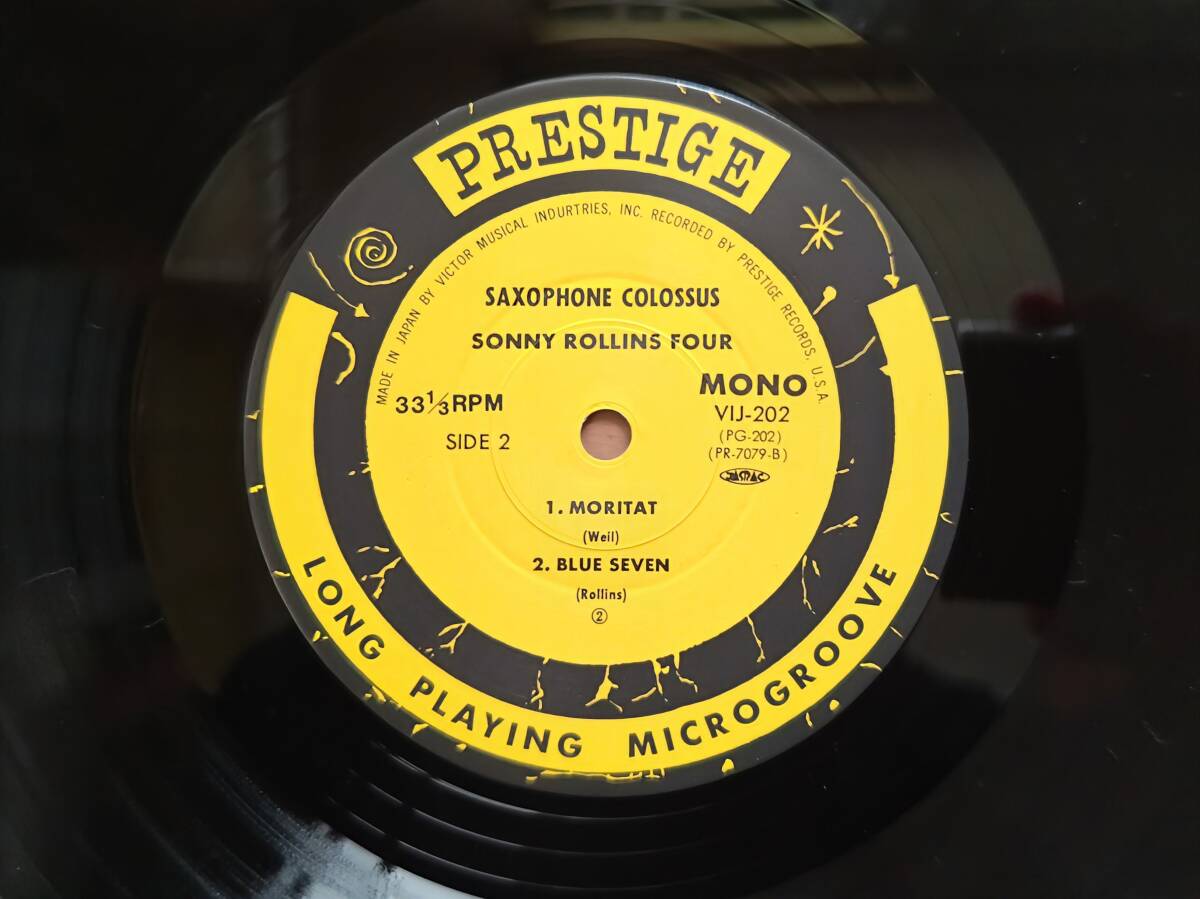 PRESTIGE
MADE IN JAPAN BY VICTOR MUSICAL INDURTRIES, INC. RECORDED BY PRESTIGE RECORDS, U.S.A.
SAXOPHONE COLOSSUS
SONNY ROLLINS FOUR
33 1/3 RPM
SIDE 2
MONO
VIJ-202
(PG-202)
(PR-7079-B)
JASRAC
1. MORITAT
(Weil)
2. BLUE SEVEN
(Rollins)
②
LONG PLAYING MICROGROOVE